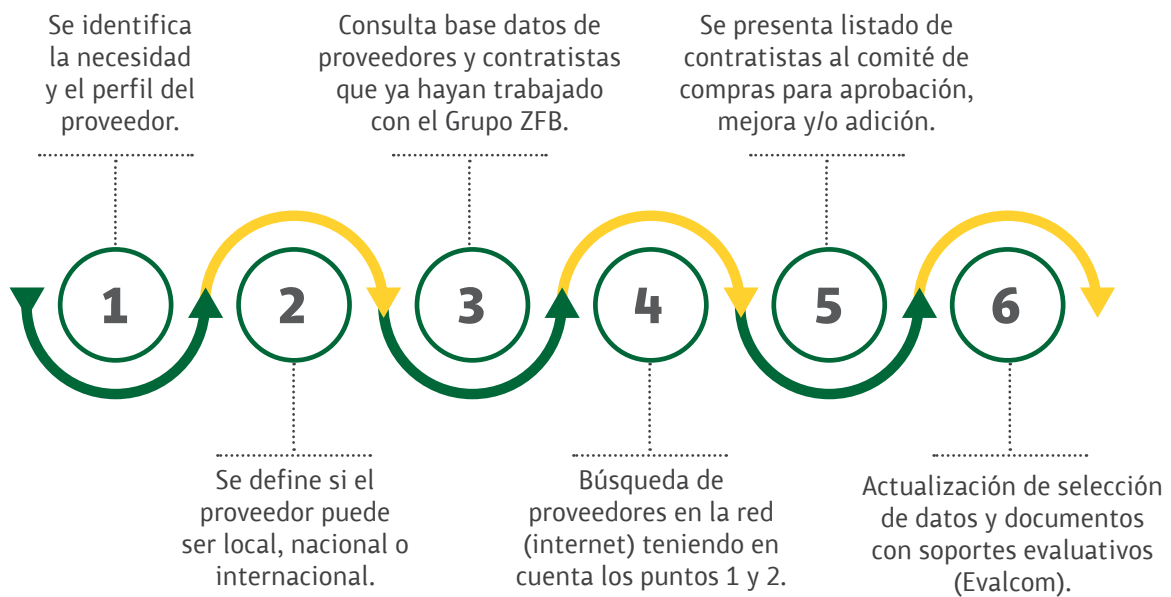 Se identifica
la necesidad
y el perfil del
proveedor.
Consulta base datos de
proveedores y contratistas
que ya hayan trabajado
con el Grupo ZFB.
Se presenta listado de
contratistas al comité de
compras para aprobación,
mejora y/o adición.
1
2
3
4
5
6
Se define si el
proveedor puede
ser local, nacional o
internacional.
Búsqueda de
proveedores en la red
(internet) teniendo en
cuenta los puntos 1 y 2.
Actualización de selección
de datos y documentos
con soportes evaluativos
(Evalcom).